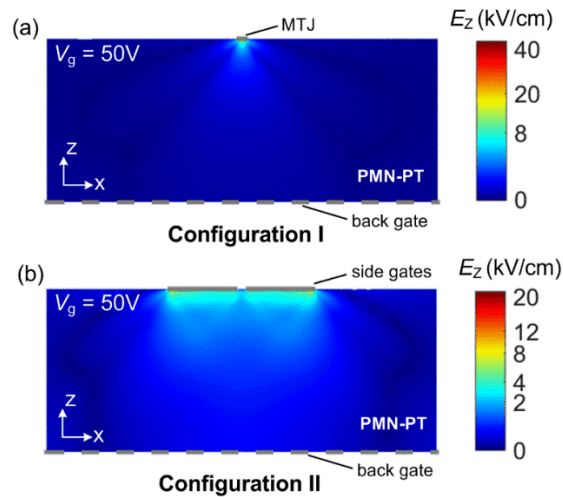 (a)
MTJ
V_g = 50V
E_Z (kV/cm)
40
20
8
0
Z
X
PMN-PT
back gate
Configuration I
(b)
side gates
V_g = 50V
E_Z (kV/cm)
20
12
8
4
2
0
Z
X
PMN-PT
back gate
Configuration II